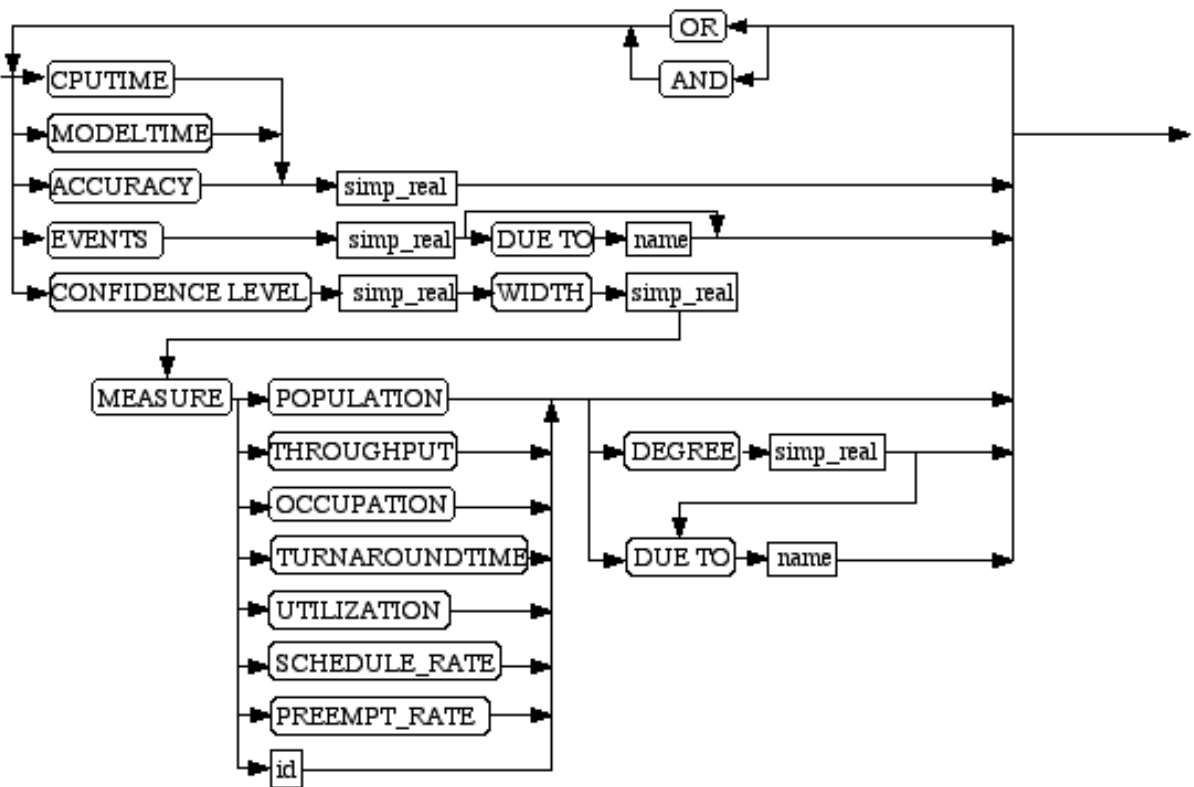 OR
CPUTIME AND
MODELTIME
ACCURACY simp_real
EVENTS simp_real DUE TO name
CONFIDENCE LEVEL simp_real WIDTH simp_real
MEASURE POPULATION
THROUGHPUT DEGREE simp_real
OCCUPATION
TURNAROUNDTIME DUE TO name
UTILIZATION
SCHEDULE_RATE
PREEMPT_RATE
id